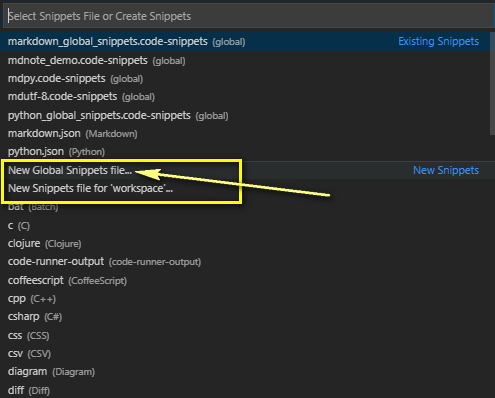 Select Snippets File or Create Snippets
markdown_global_snippets.code-snippets (global) Existing Snippets
mdnote_demo.code-snippets (global)
mdpy.code-snippets (global)
mdutf-8.code-snippets (global)
python_global_snippets.code-snippets (global)
markdown.json (Markdown)
python.json (Python)
New Global Snippets file... New Snippets
New Snippets file for 'workspace'...
bat (Batch)
c (C)
clojure (Clojure)
code-runner-output (code-runner-output)
coffeescript (CoffeeScript)
cpp (C++)
csharp (C#)
css (CSS)
csv (CSV)
diagram (Diagram)
diff (Diff)